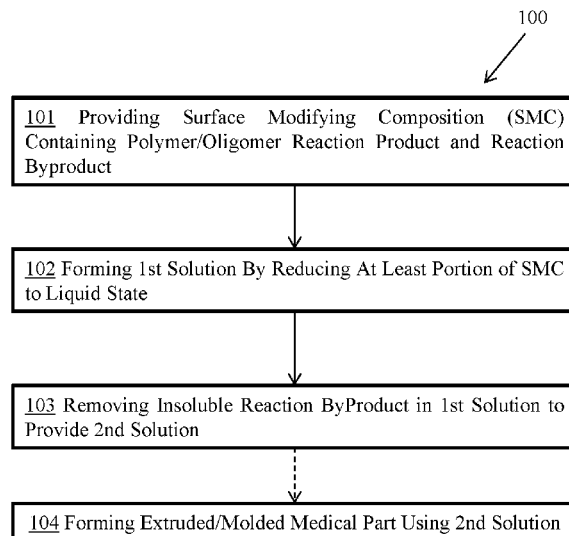 100
101 Providing Surface Modifying Composition (SMC)
Containing Polymer/Oligomer Reaction Product and Reaction
Byproduct
102 Forming 1st Solution By Reducing At Least Portion of SMC
to Liquid State
103 Removing Insoluble Reaction ByProduct in 1st Solution to
Provide 2nd Solution
104 Forming Extruded/Molded Medical Part Using 2nd Solution